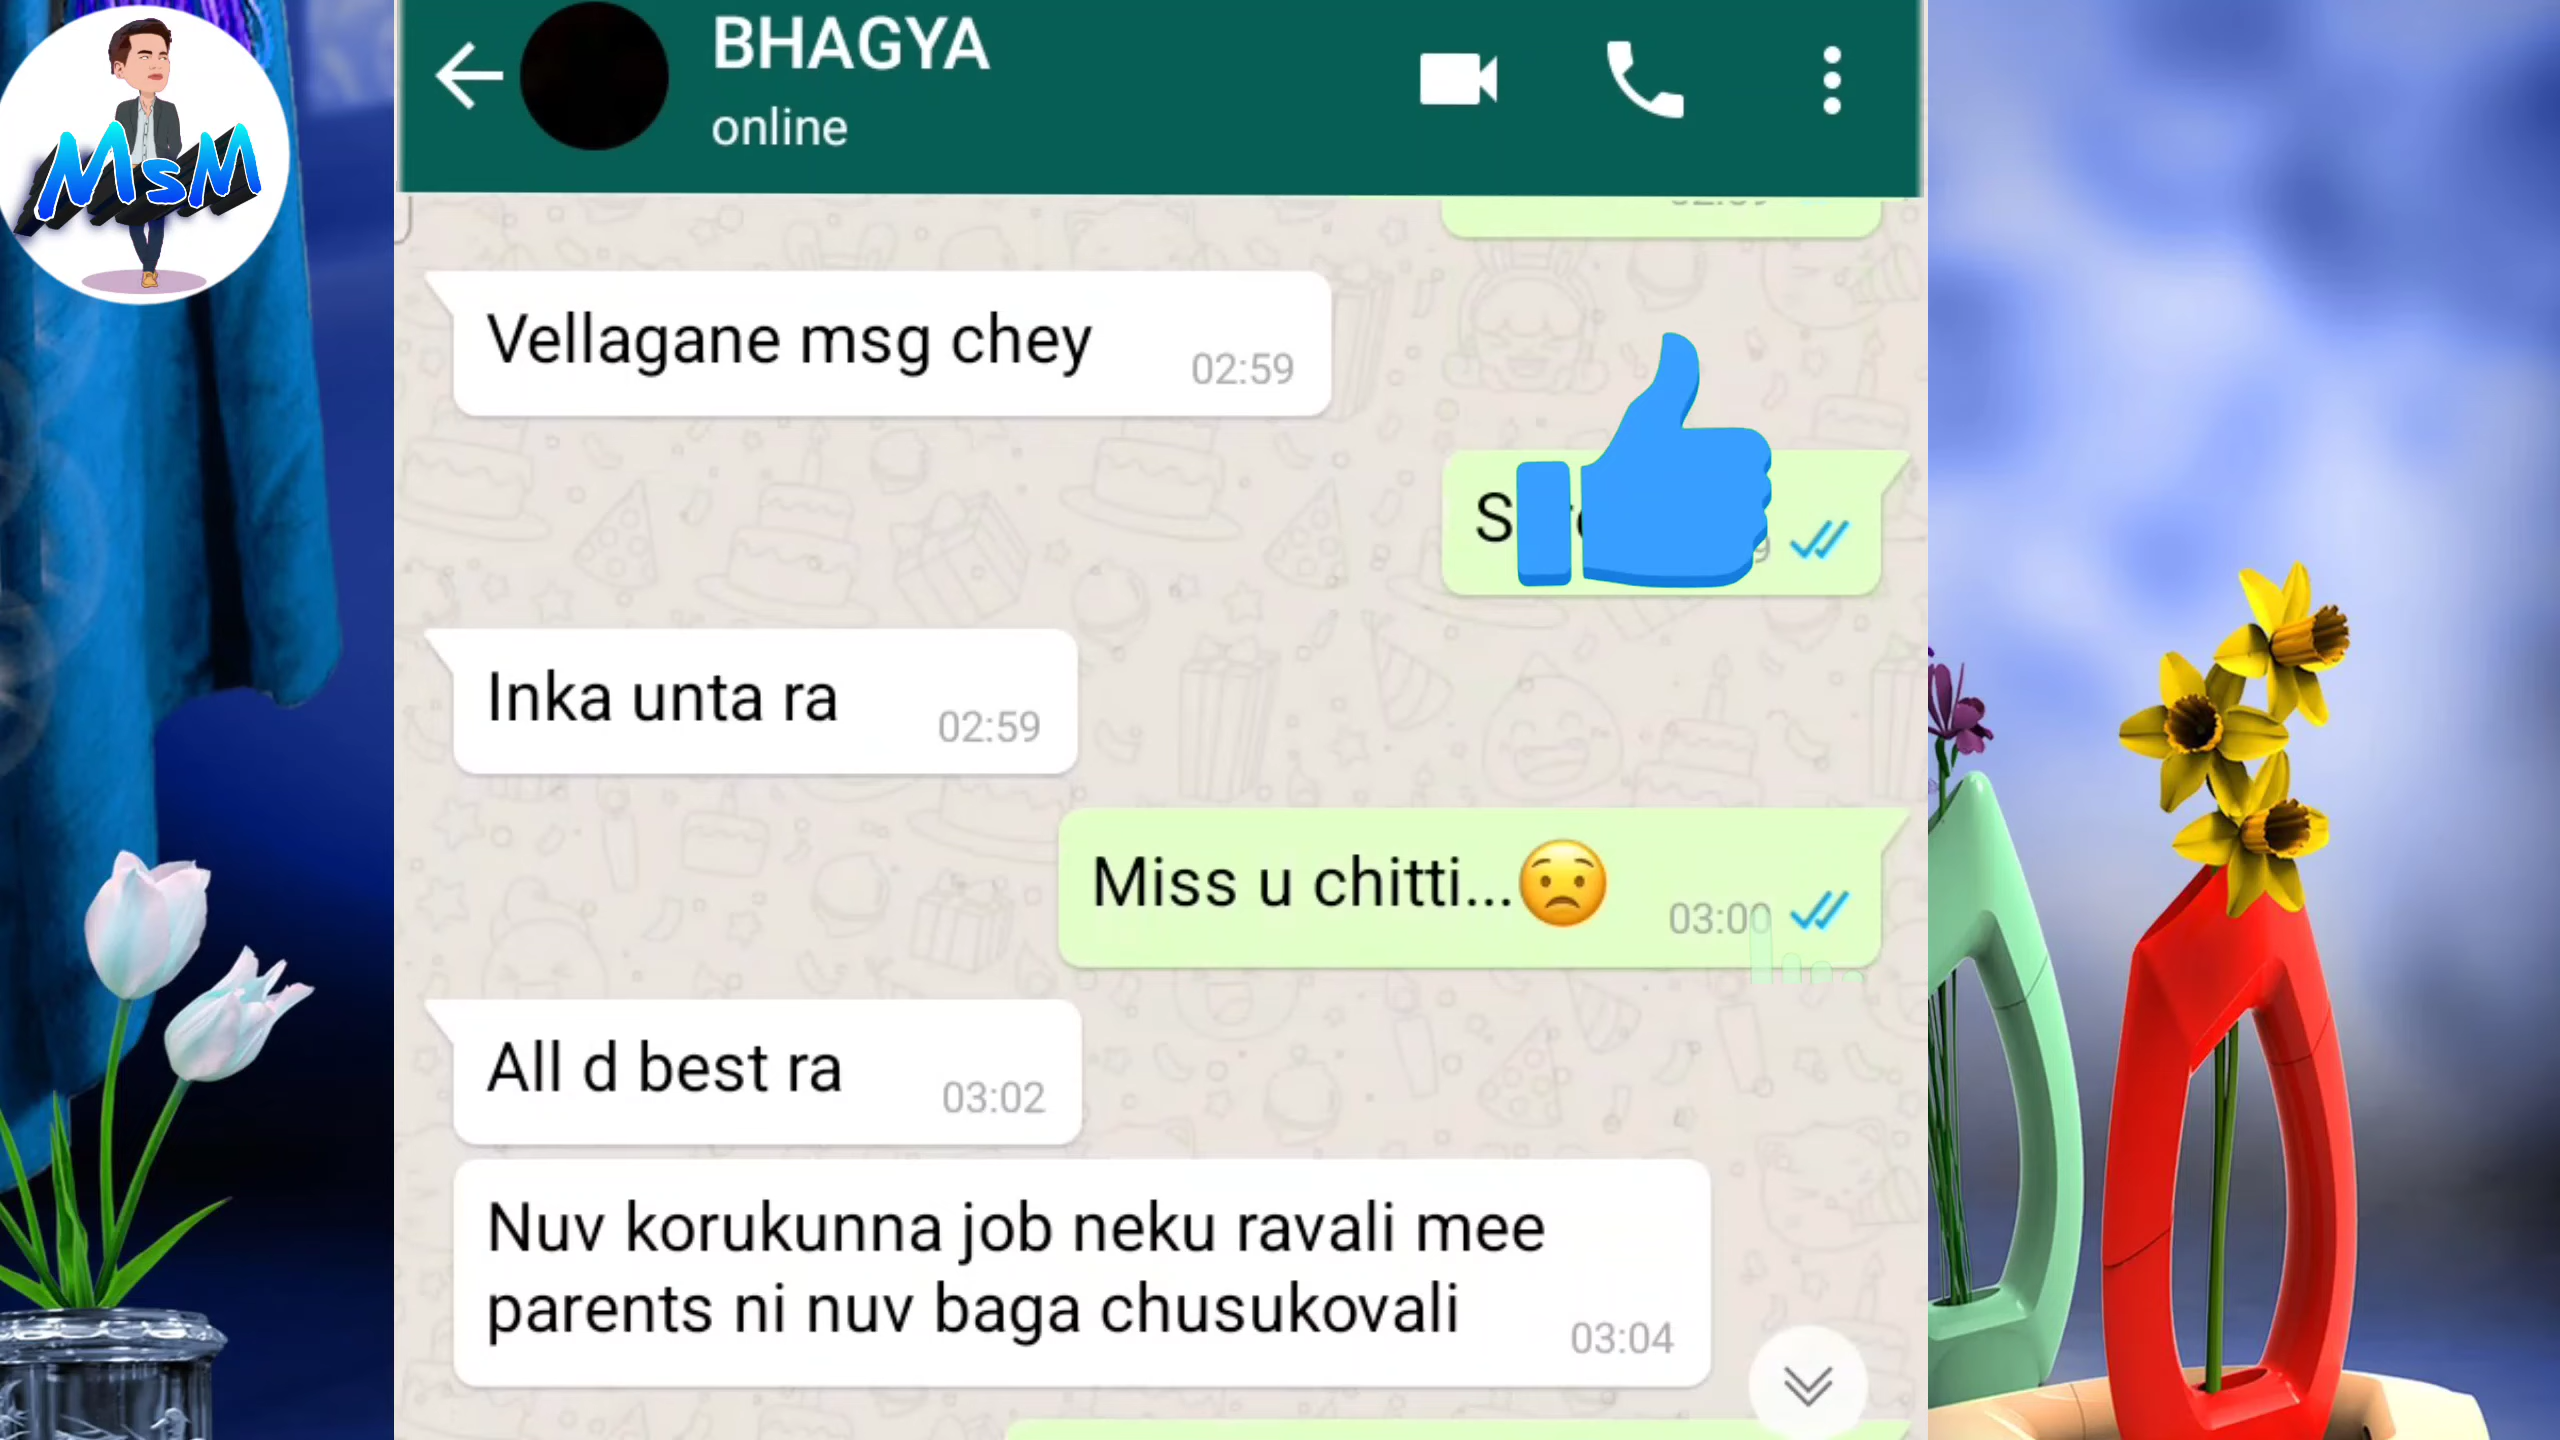 MsM
BHAGYA
online
Vellagane msg chey
02:59
Inka unta ra
02:59
Miss u chitti...😟
03:00
All d best ra
03:02
Nuv korukunna job neku ravali mee
parents ni nuv baga chusukovali
03:04